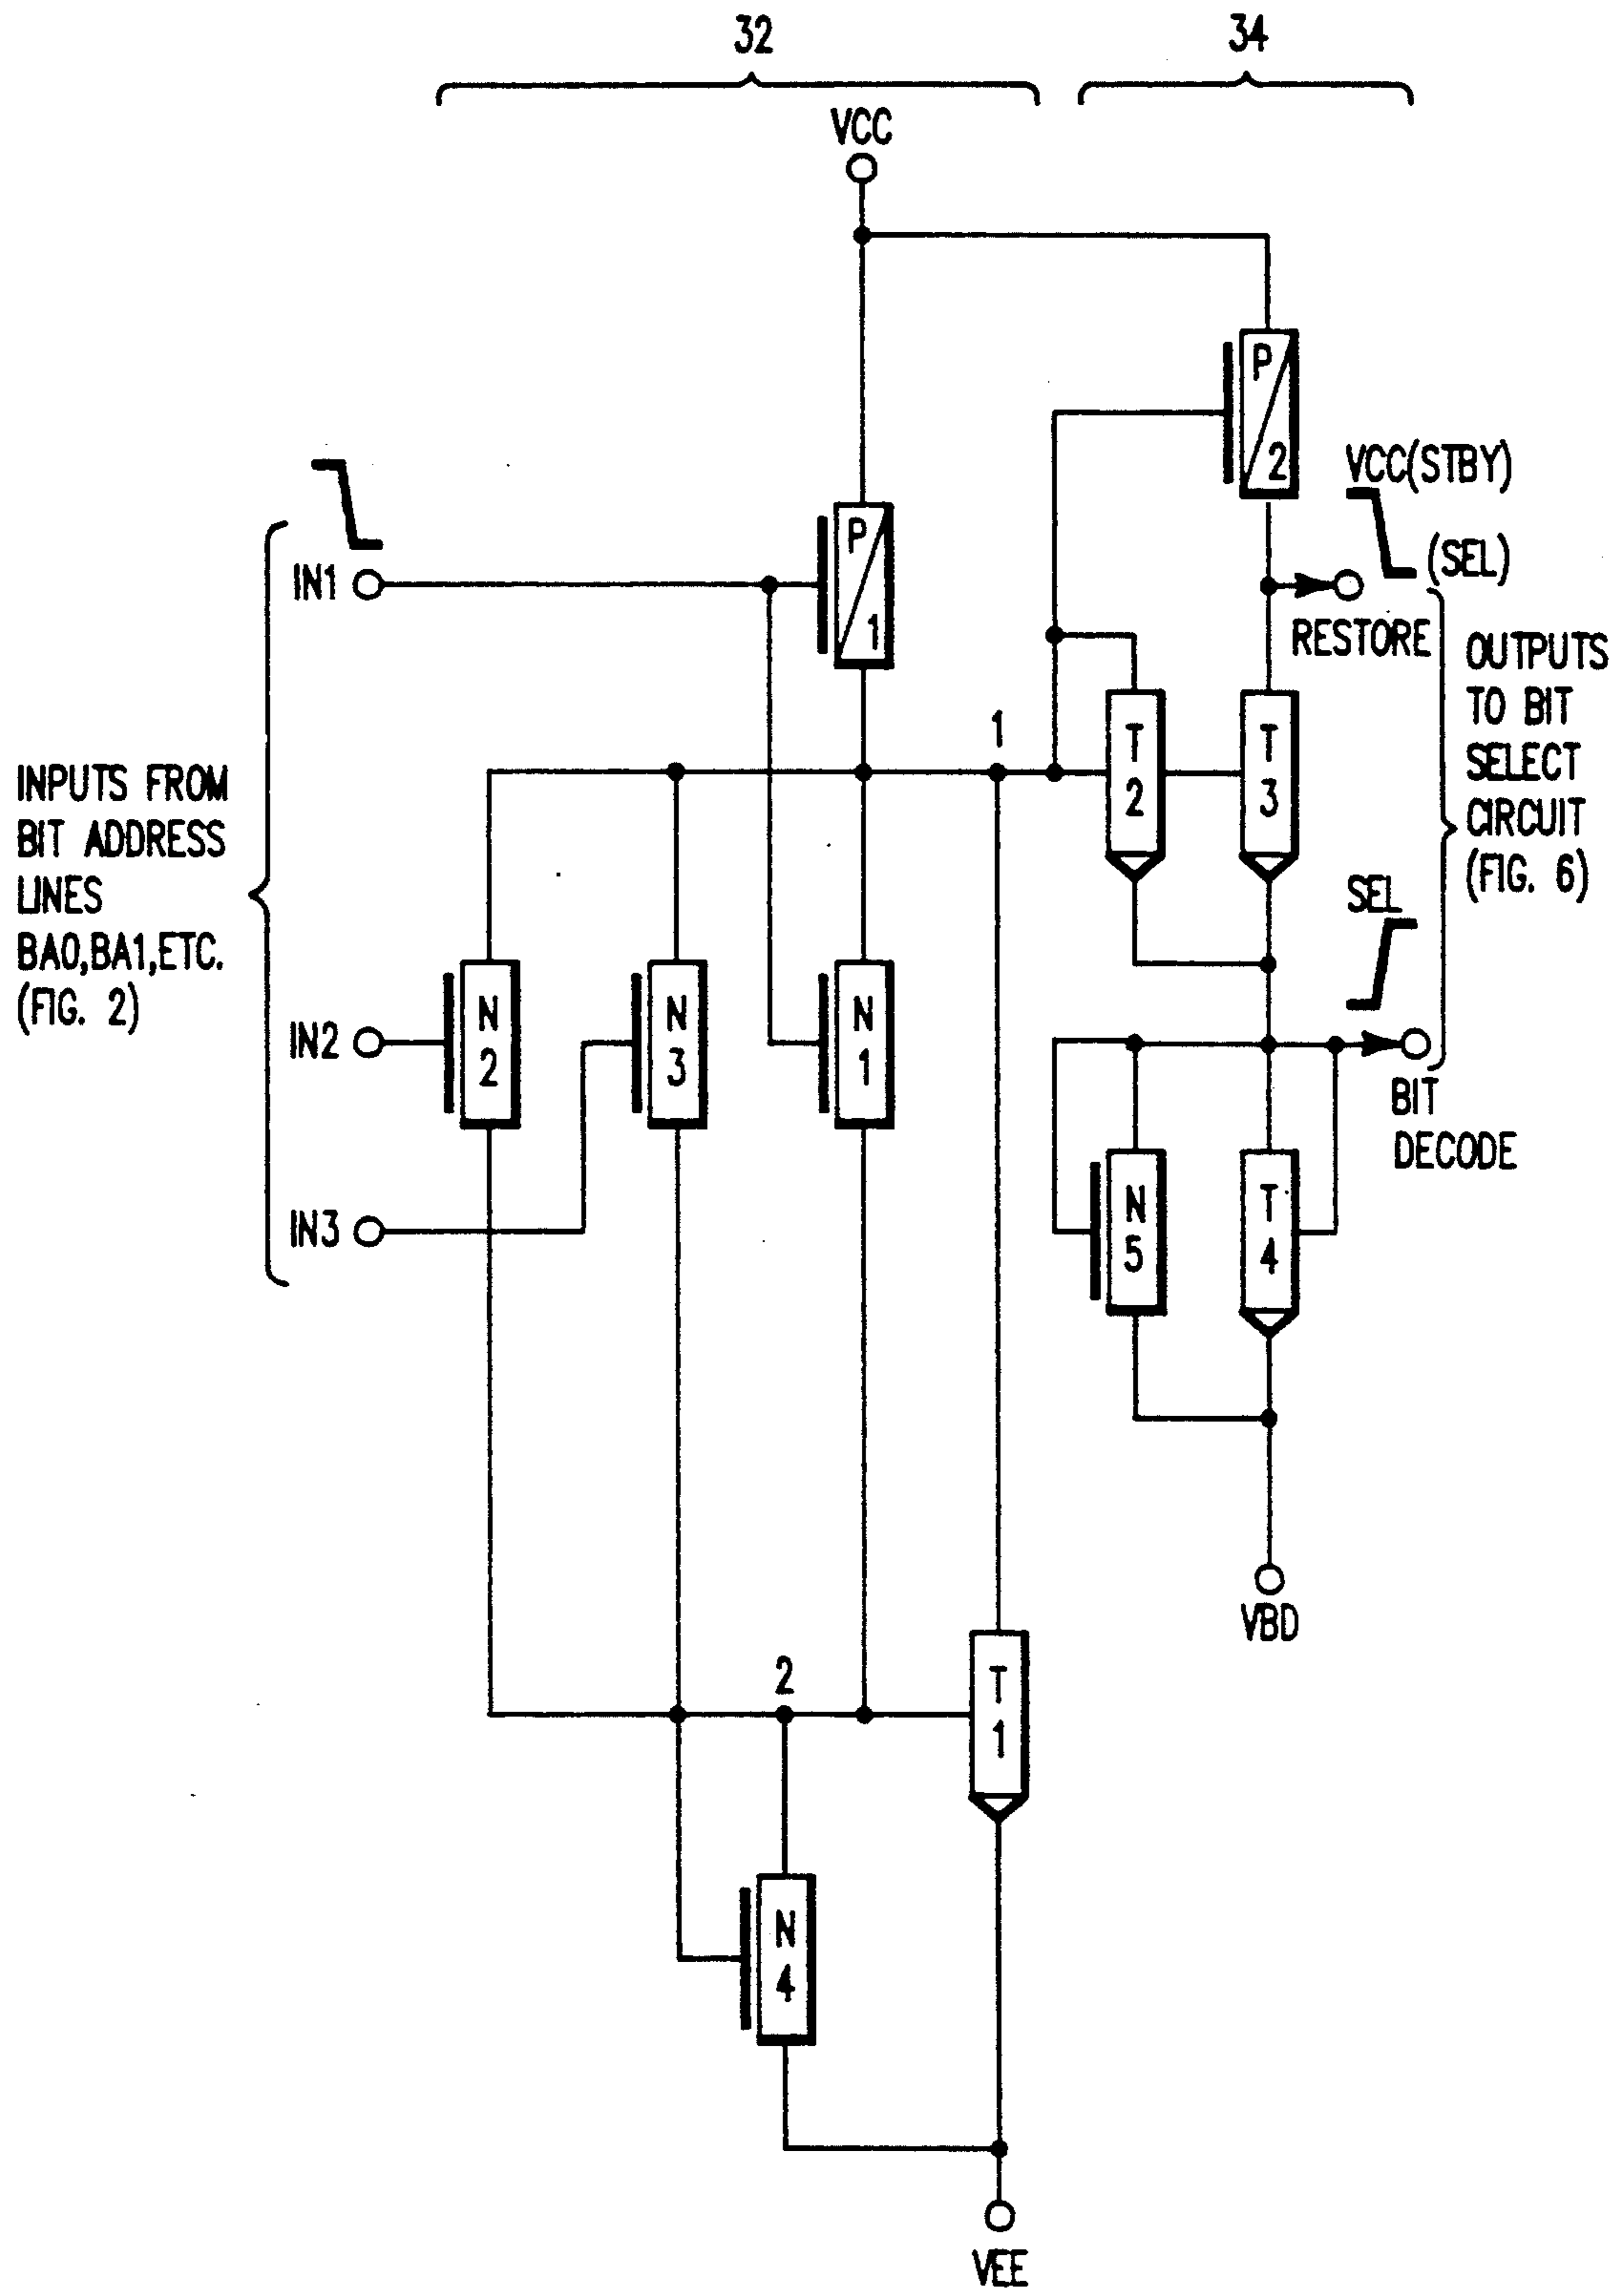 32
34
VCC
P
2
VCC(STBY)
(SEL)
RESTORE
IN1
P
1
OUTPUTS
TO BIT
SELECT
CIRCUIT
(FIG. 6)
INPUTS FROM
BIT ADDRESS
LINES
BA0,BA1,ETC.
(FIG. 2)
1
T
2
T
3
SEL
IN2
N
2
N
3
N
1
BIT
DECODE
IN3
N
5
T
4
VBD
2
T
1
N
4
VEE